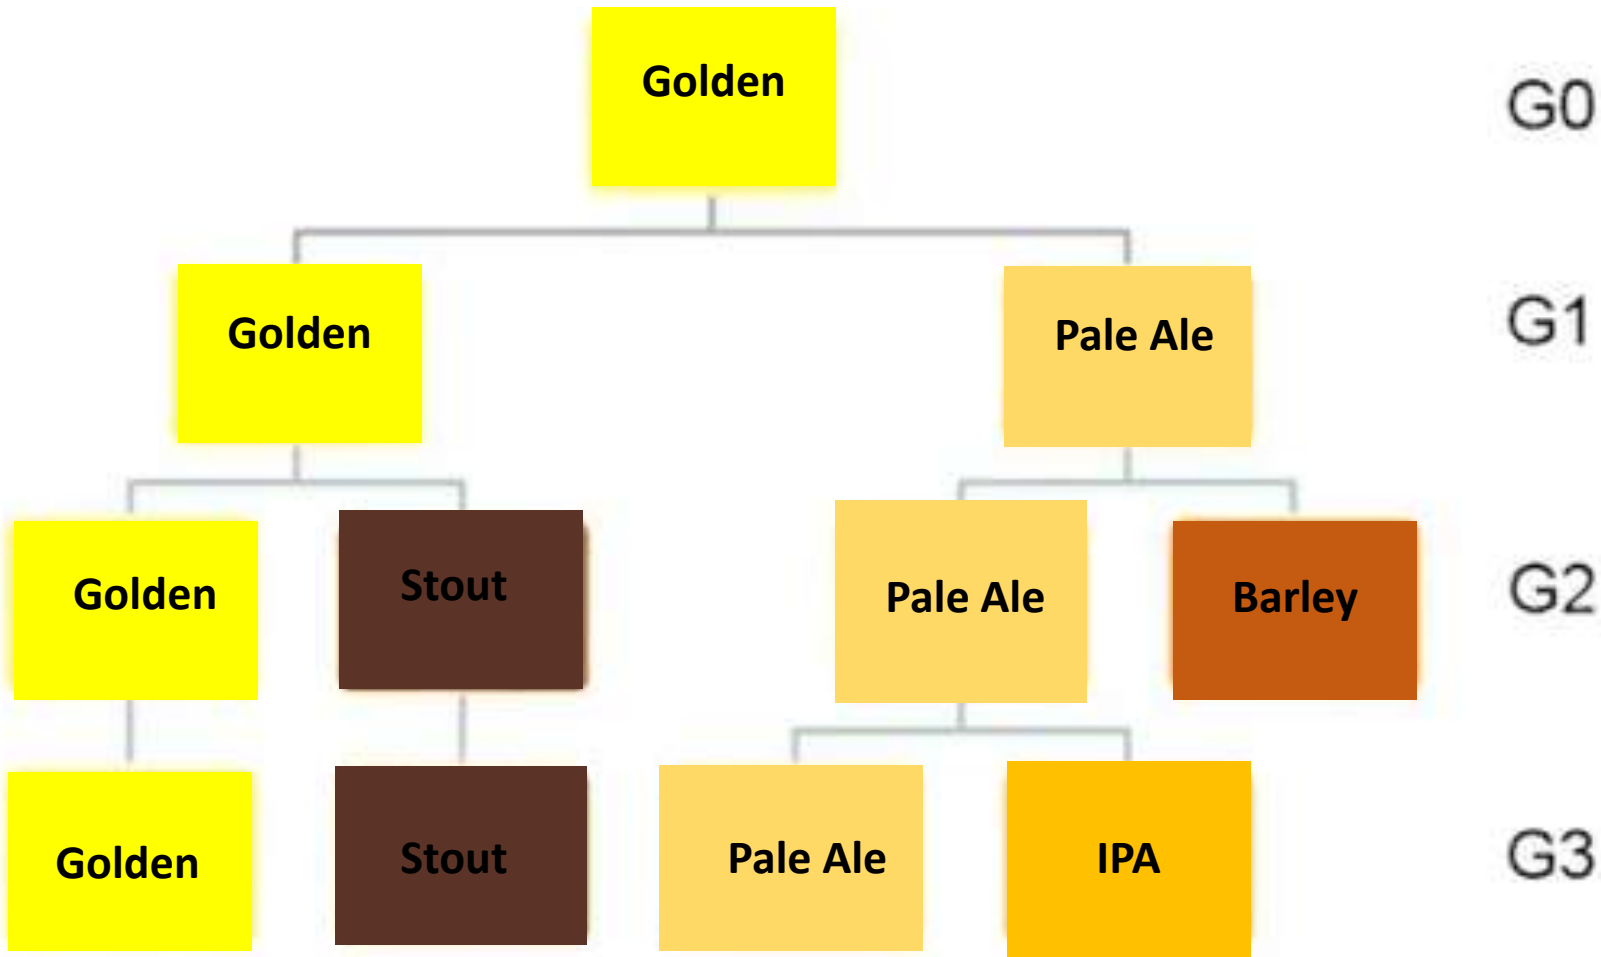 Golden
G0
Golden
Pale Ale
G1
Golden
Stout
Pale Ale
Barley
G2
Golden
Stout
Pale Ale
IPA
G3